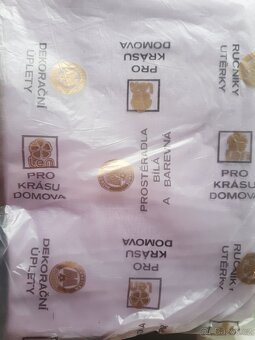 DEKORAČNÍ
ÚPLETY
PRO
KRÁSU
DOMOVA
RUČNÍKY
UTĚRKY
len
PRO
KRÁSU
DOMOVA
PROSTĚRADLA
BÍLÁ
A BAREVNÁ
PRO
KRÁSU
DOMOVA
DEKORAČNÍ
ÚPLETY
PRO
KRÁSU
DOMOVA
RUČNÍKY
UTĚRKY